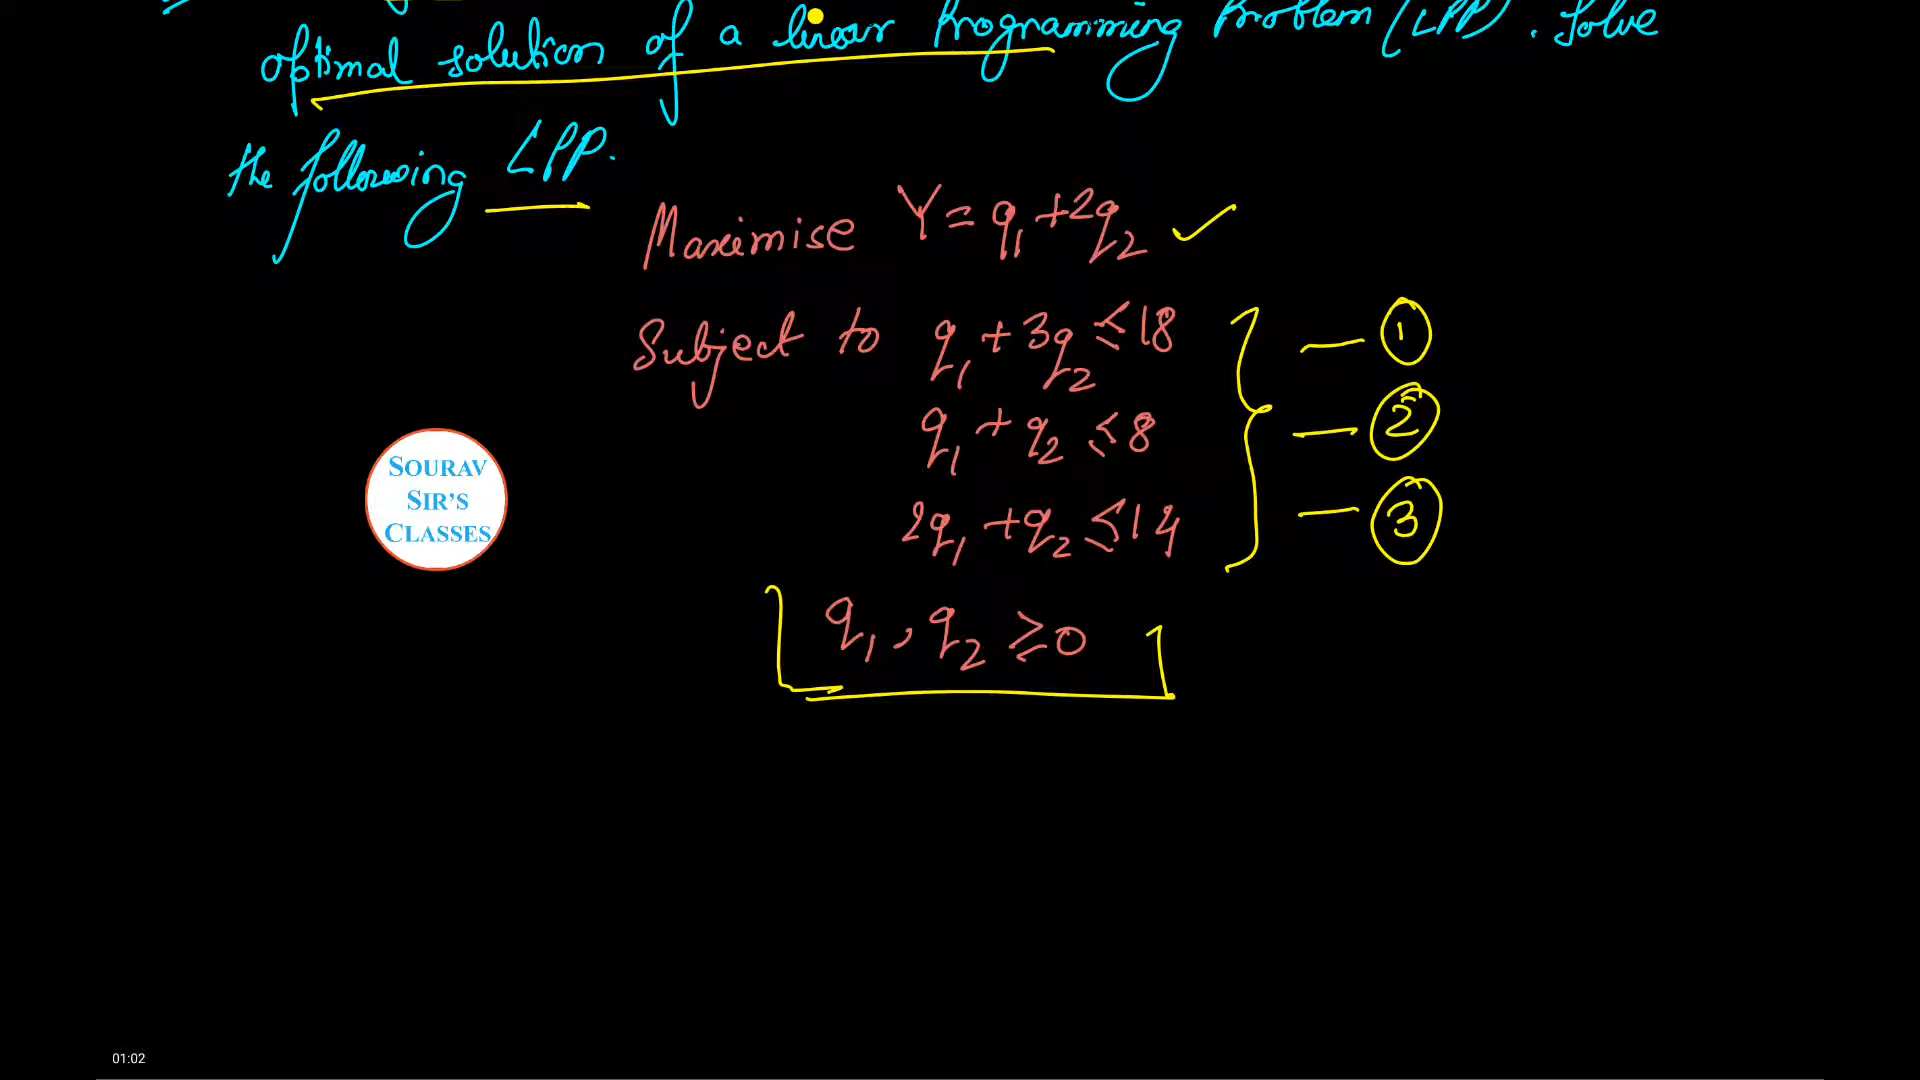 optimal solution of a linear Programming Problem (LPP). Solve
the following LPP.
Maximise Y = q₁ + 2q₂
Subject to q₁ + 3q₂ ≤ 18 — 1
q₁ + q₂ ≤ 8 — 2
2q₁ + q₂ ≤ 14 — 3
q₁, q₂ ≥ 0
SOURAV
SIR'S
CLASSES
01:02